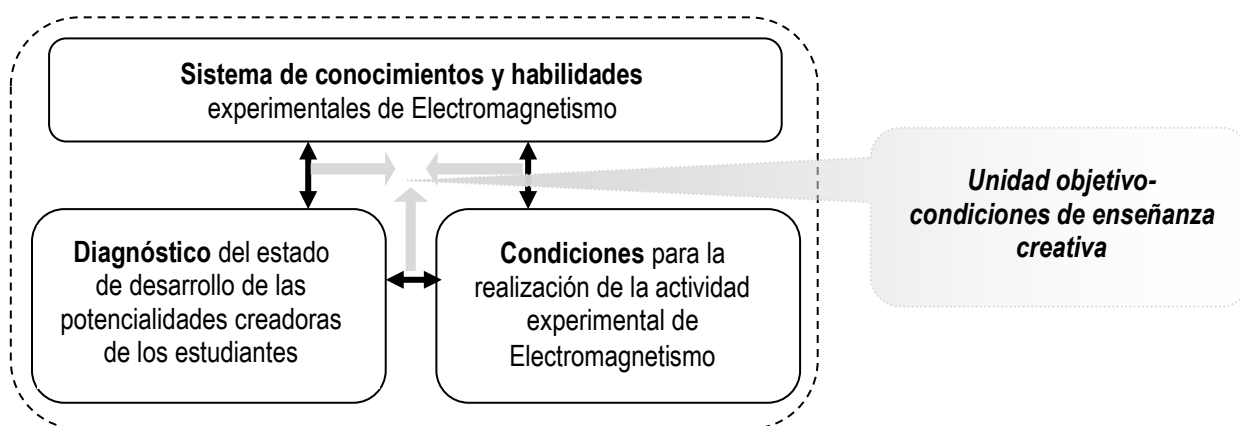 Sistema de conocimientos y habilidades
experimentales de Electromagnetismo
Unidad objetivo-
condiciones de enseñanza
creativa
Diagnóstico del estado
de desarrollo de las
potencialidades creadoras
de los estudiantes
Condiciones para la
realización de la actividad
experimental de
Electromagnetismo